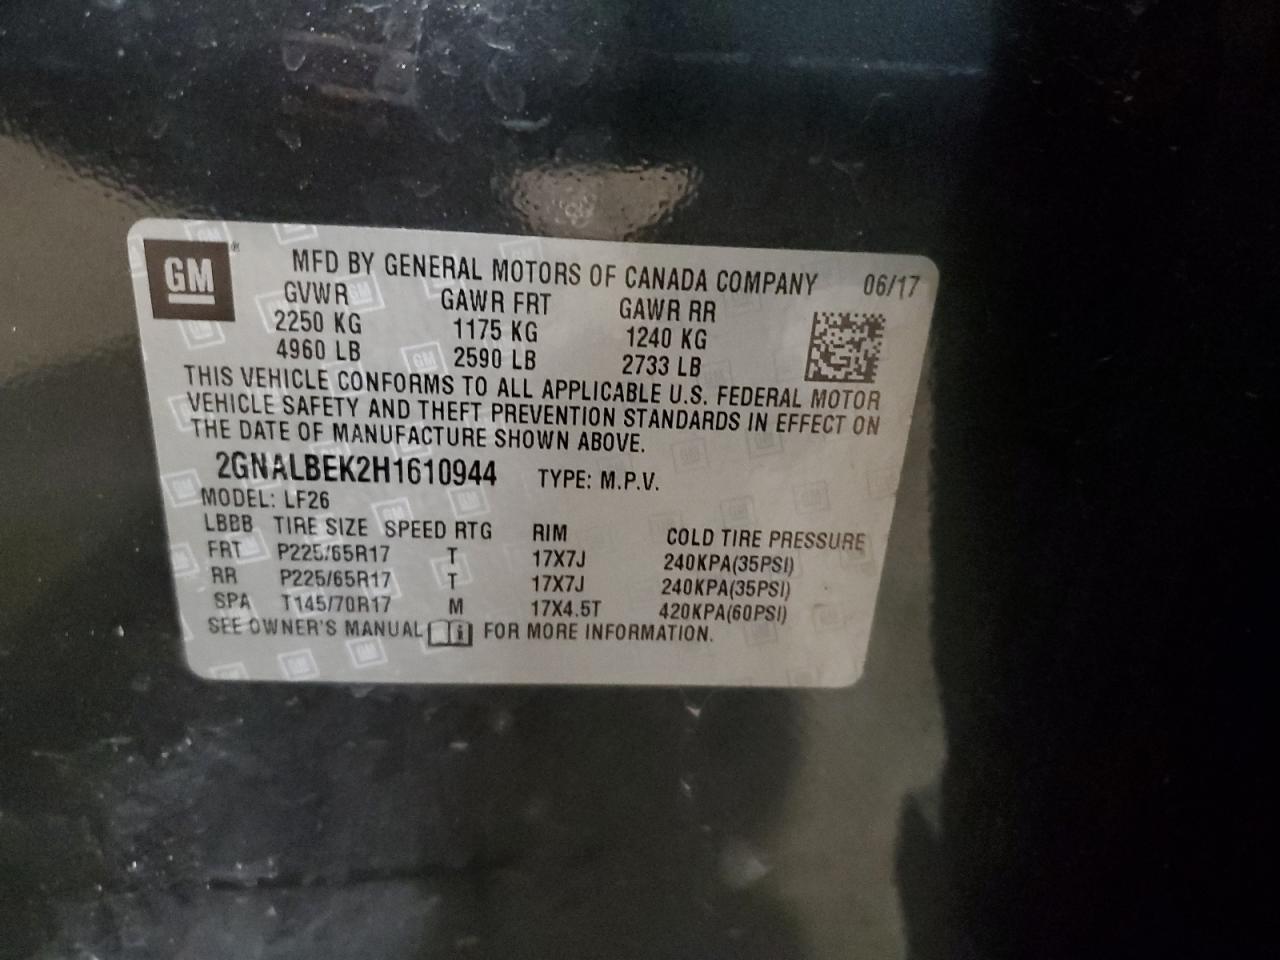 GM
MFD BY GENERAL MOTORS OF CANADA COMPANY 06/17
GVWR GAWR FRT GAWR RR
2250 KG 1175 KG 1240 KG
4960 LB 2590 LB 2733 LB
THIS VEHICLE CONFORMS TO ALL APPLICABLE U.S. FEDERAL MOTOR
VEHICLE SAFETY AND THEFT PREVENTION STANDARDS IN EFFECT ON
THE DATE OF MANUFACTURE SHOWN ABOVE.
2GNALBEK2H1610944 TYPE: M.P.V.
MODEL: LF26
LBBB TIRE SIZE SPEED RTG RIM COLD TIRE PRESSURE
FRT P225/65R17 T 17X7J 240KPA(35PSI)
RR P225/65R17 T 17X7J 240KPA(35PSI)
SPA T145/70R17 M 17X4.5T 420KPA(60PSI)
SEE OWNER'S MANUAL FOR MORE INFORMATION.